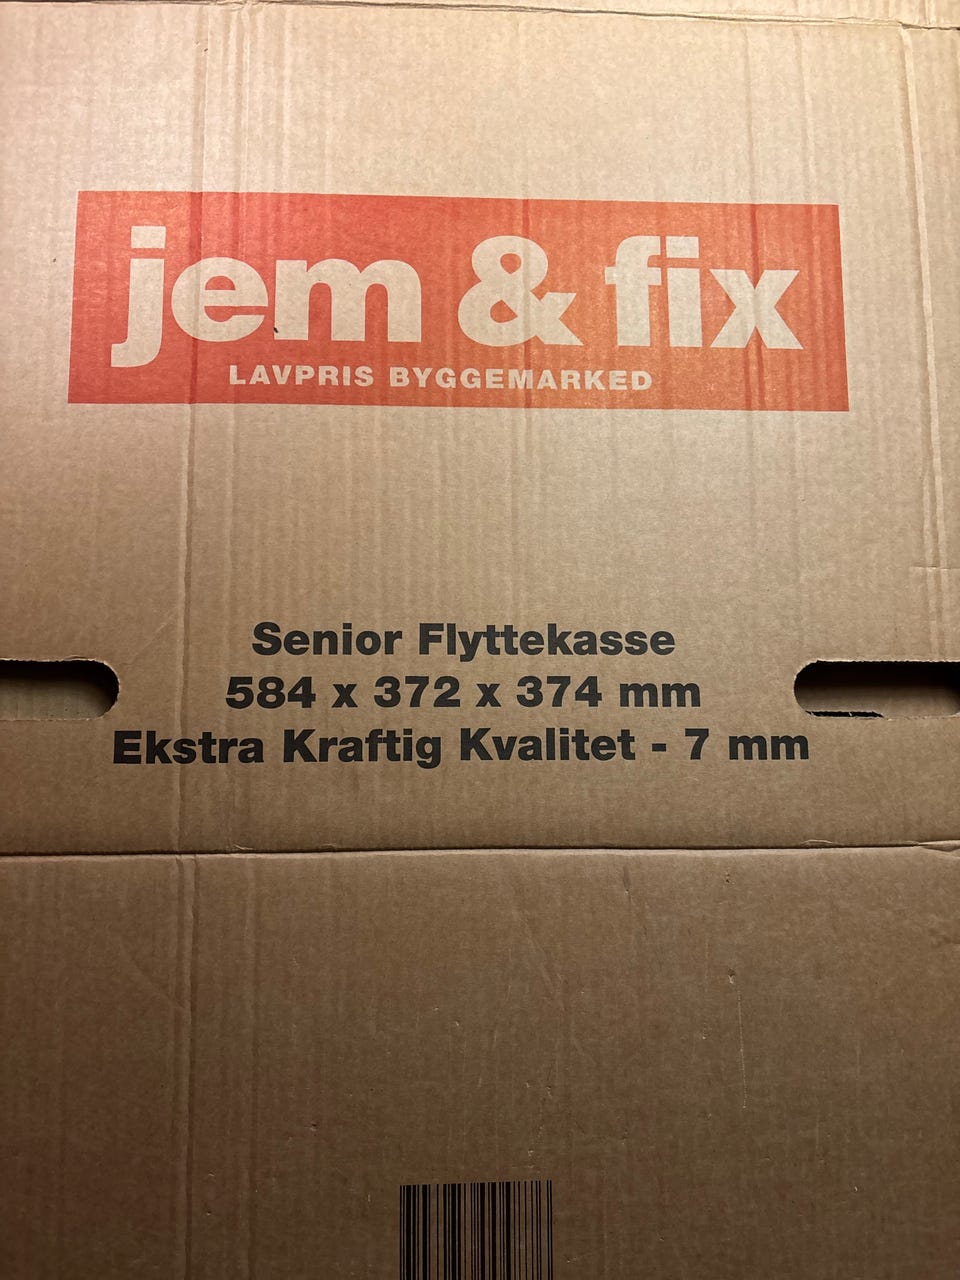 jem & fix
LAVPRIS BYGGEMARKED
Senior Flyttekasse
584 x 372 x 374 mm
Ekstra Kraftig Kvalitet - 7 mm